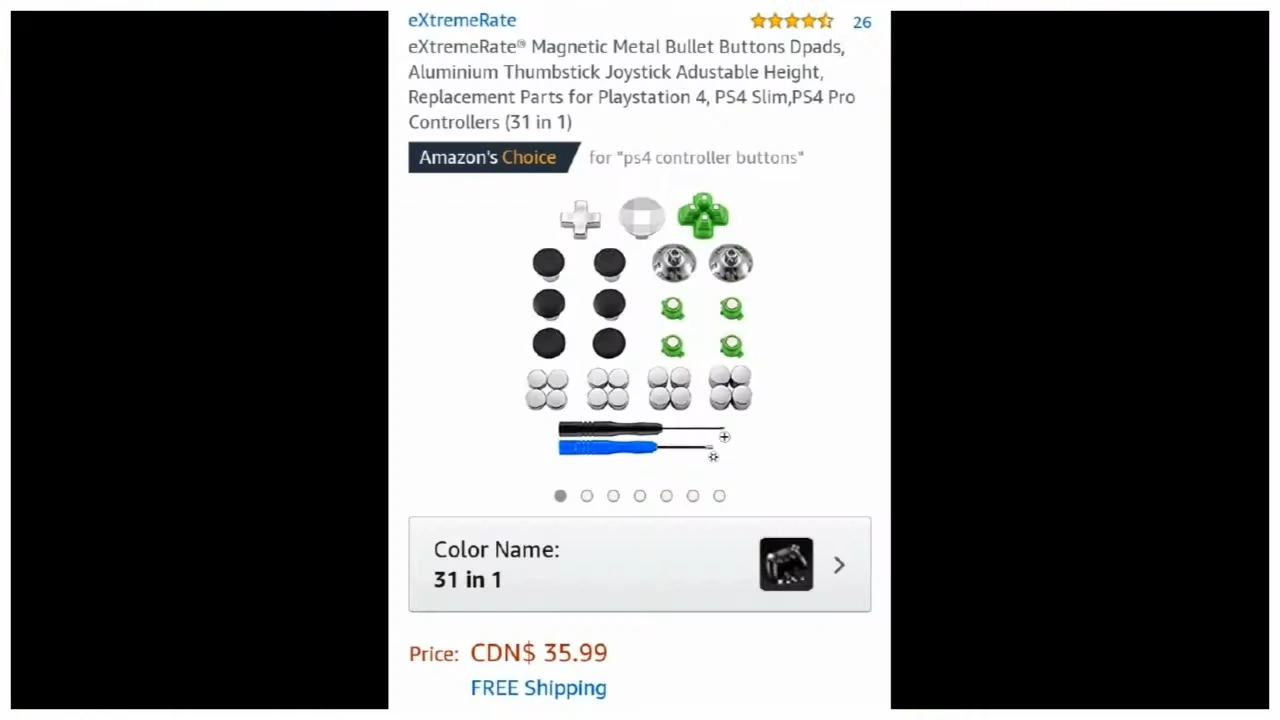 eXtremeRate 26
eXtremeRate® Magnetic Metal Bullet Buttons Dpads,
Aluminium Thumbstick Joystick Adustable Height,
Replacement Parts for Playstation 4, PS4 Slim,PS4 Pro
Controllers (31 in 1)
Amazon's Choice for "ps4 controller buttons"
Color Name:
31 in 1
Price: CDN$ 35.99
FREE Shipping